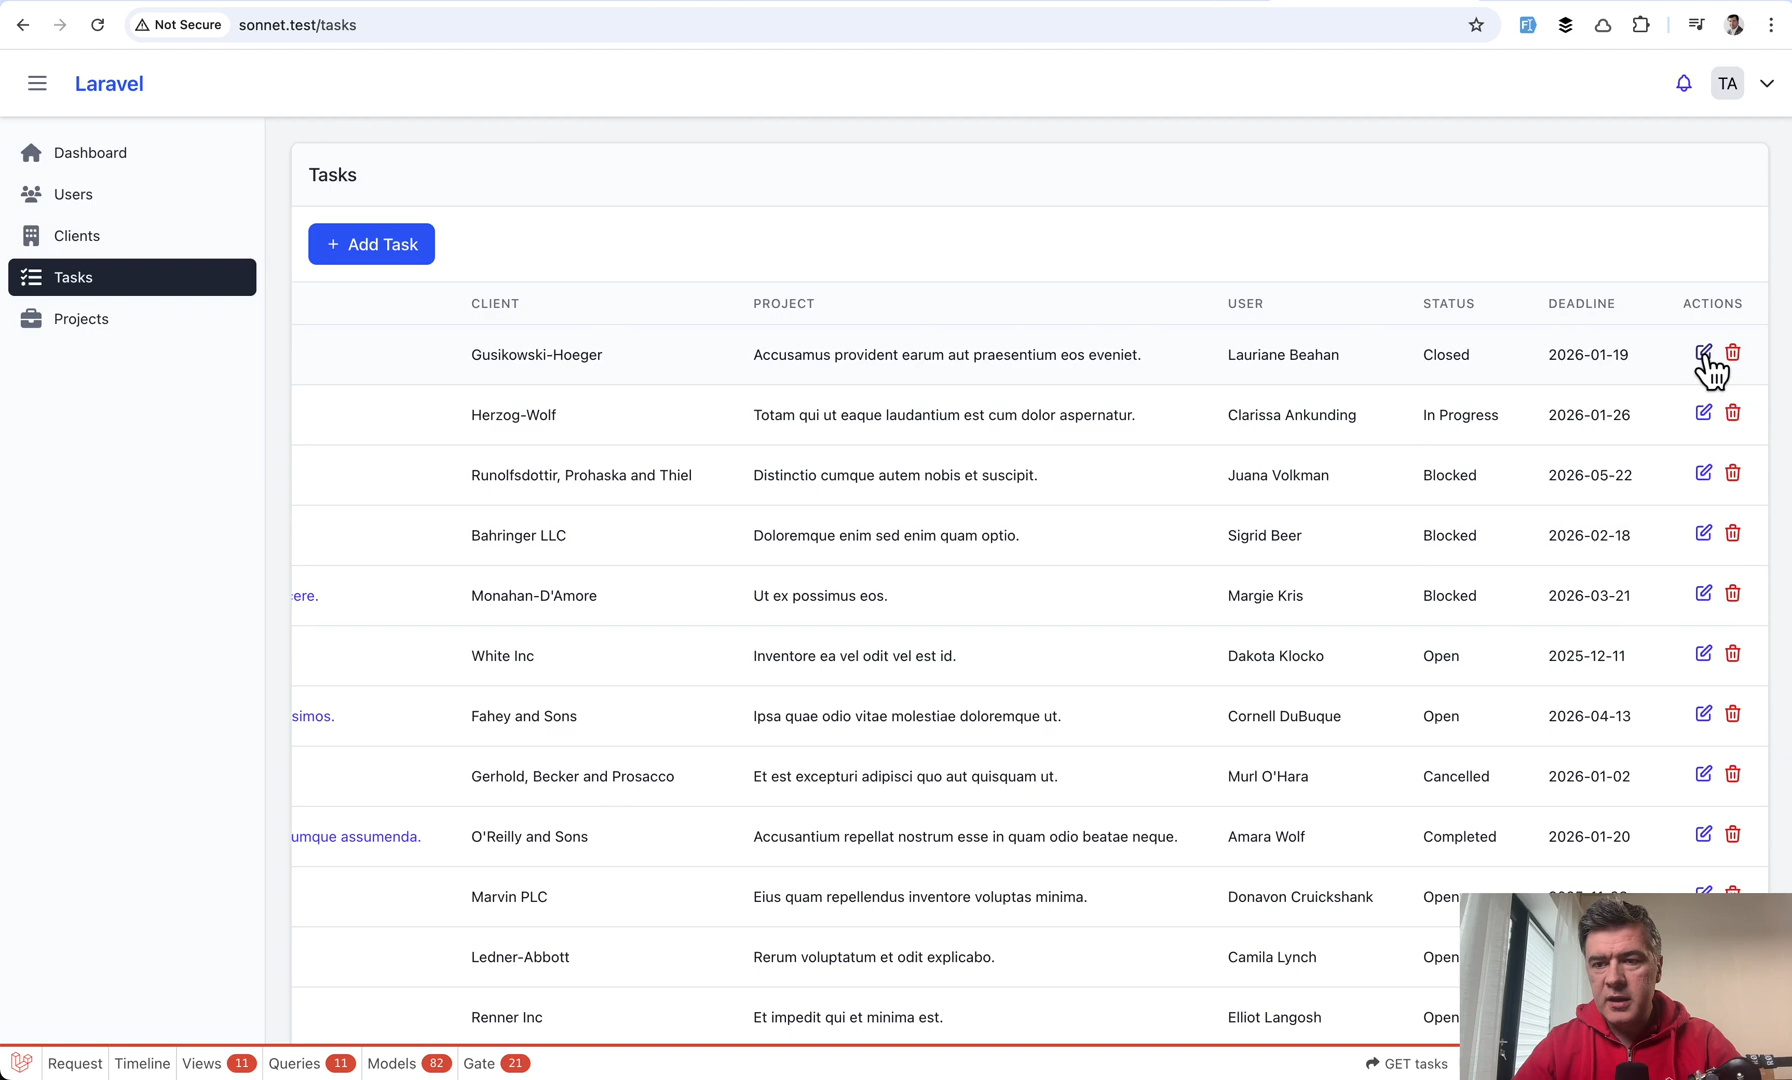 Not Secure sonnet.test/tasks
Laravel TA
Dashboard
Users
Clients
Tasks
Projects
Tasks
+ Add Task
CLIENT PROJECT USER STATUS DEADLINE ACTIONS
Gusikowski-Hoeger Accusamus provident earum aut praesentium eos eveniet. Lauriane Beahan Closed 2026-01-19
Herzog-Wolf Totam qui ut eaque laudantium est cum dolor aspernatur. Clarissa Ankunding In Progress 2026-01-26
Runolfsdottir, Prohaska and Thiel Distinctio cumque autem nobis et suscipit. Juana Volkman Blocked 2026-05-22
Bahringer LLC Doloremque enim sed enim quam optio. Sigrid Beer Blocked 2026-02-18
cere. Monahan-D'Amore Ut ex possimus eos. Margie Kris Blocked 2026-03-21
White Inc Inventore ea vel odit vel est id. Dakota Klocko Open 2025-12-11
simos. Fahey and Sons Ipsa quae odio vitae molestiae doloremque ut. Cornell DuBuque Open 2026-04-13
Gerhold, Becker and Prosacco Et est excepturi adipisci quo aut quisquam ut. Murl O'Hara Cancelled 2026-01-02
umque assumenda. O'Reilly and Sons Accusantium repellat nostrum esse in quam odio beatae neque. Amara Wolf Completed 2026-01-20
Marvin PLC Eius quam repellendus inventore voluptas minima. Donavon Cruickshank Open
Ledner-Abbott Rerum voluptatum et odit explicabo. Camila Lynch Open
Renner Inc Et impedit qui et minima est. Elliot Langosh Open
Request Timeline Views 11 Queries 11 Models 82 Gate 21 GET tasks